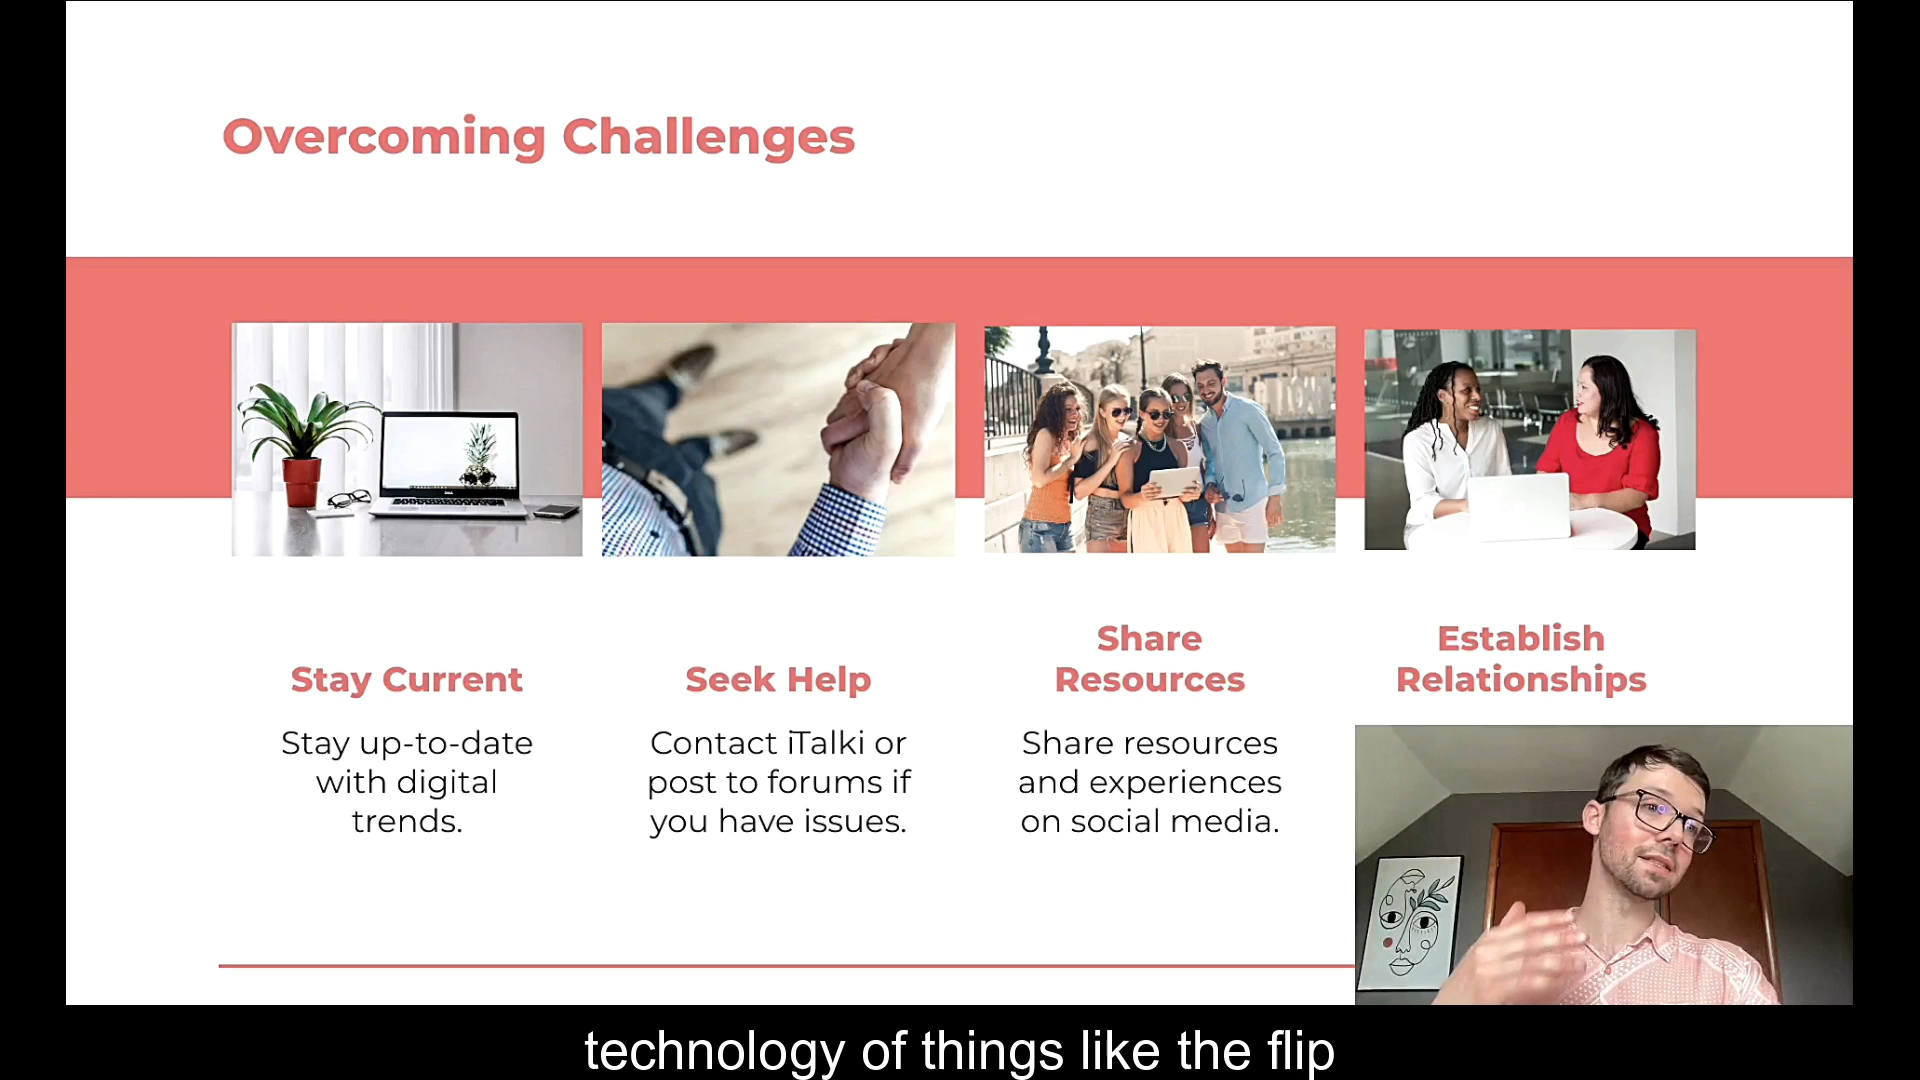 Overcoming Challenges
Stay Current
Stay up-to-date
with digital
trends.
Seek Help
Contact iTalki or
post to forums if
you have issues.
Share
Resources
Share resources
and experiences
on social media.
Establish
Relationships
technology of things like the flip